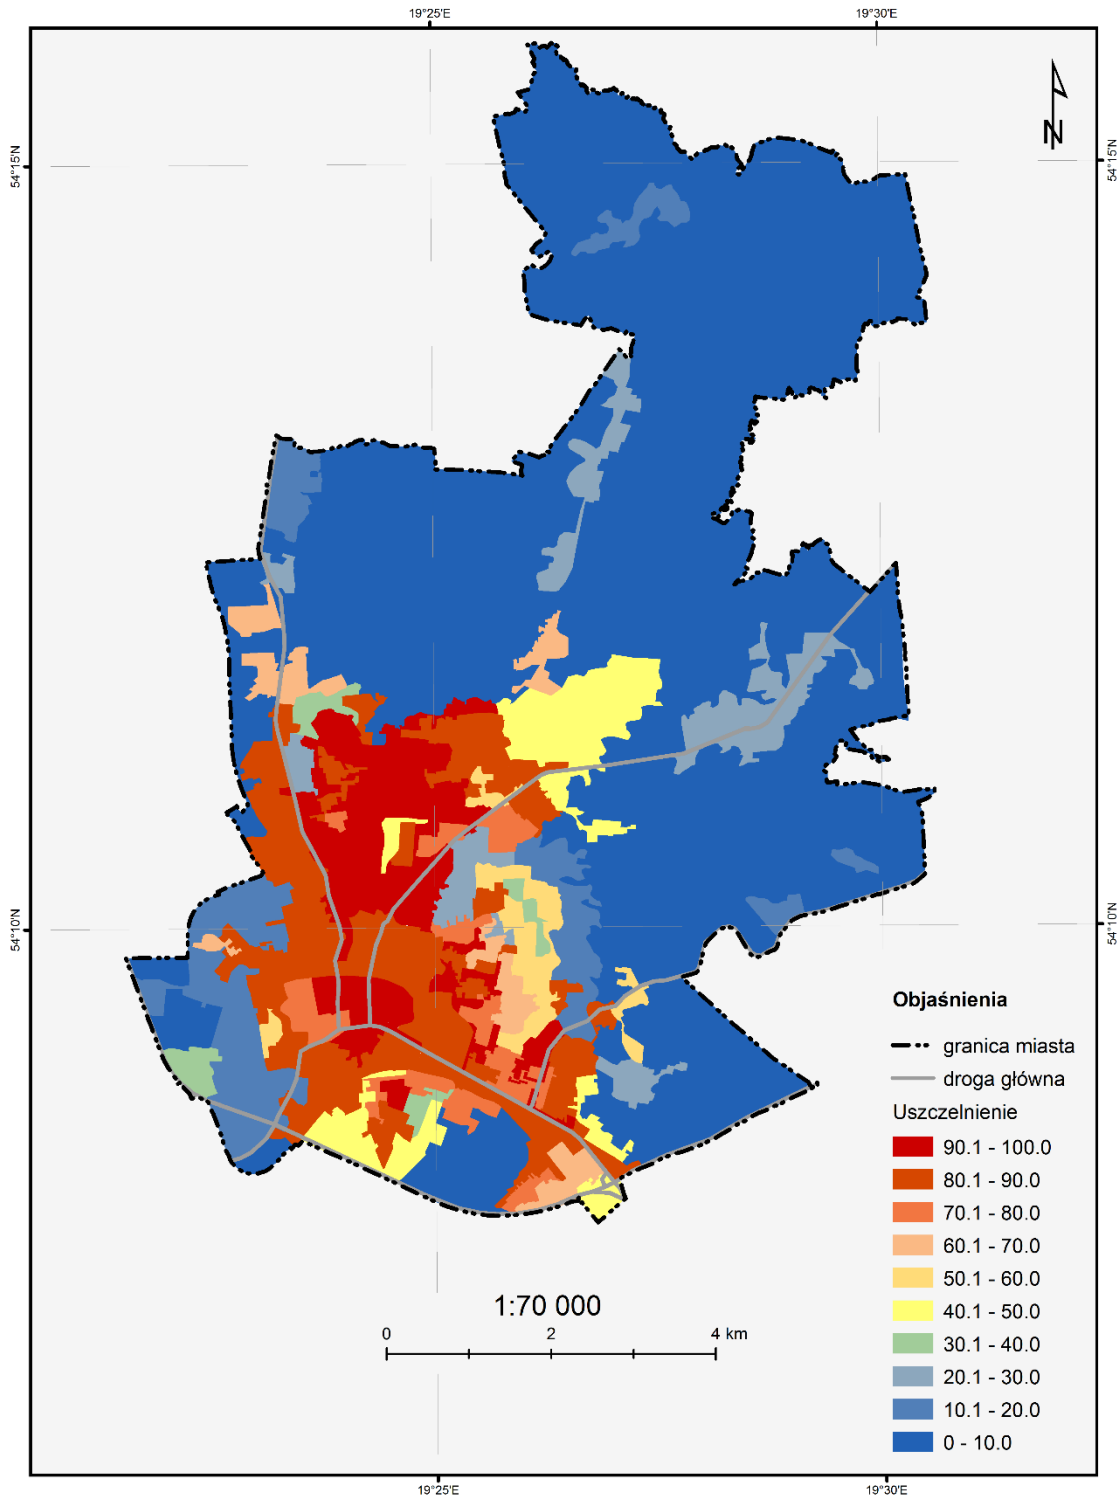 19°25'E
19°30'E
N
54°15'N
54°15'N
54°10'N
54°10'N
Objaśnienia
granica miasta
droga główna
Uszczelnienie
90.1 - 100.0
80.1 - 90.0
70.1 - 80.0
60.1 - 70.0
50.1 - 60.0
40.1 - 50.0
30.1 - 40.0
20.1 - 30.0
10.1 - 20.0
0 - 10.0
1:70 000
0 2 4 km
19°25'E
19°30'E